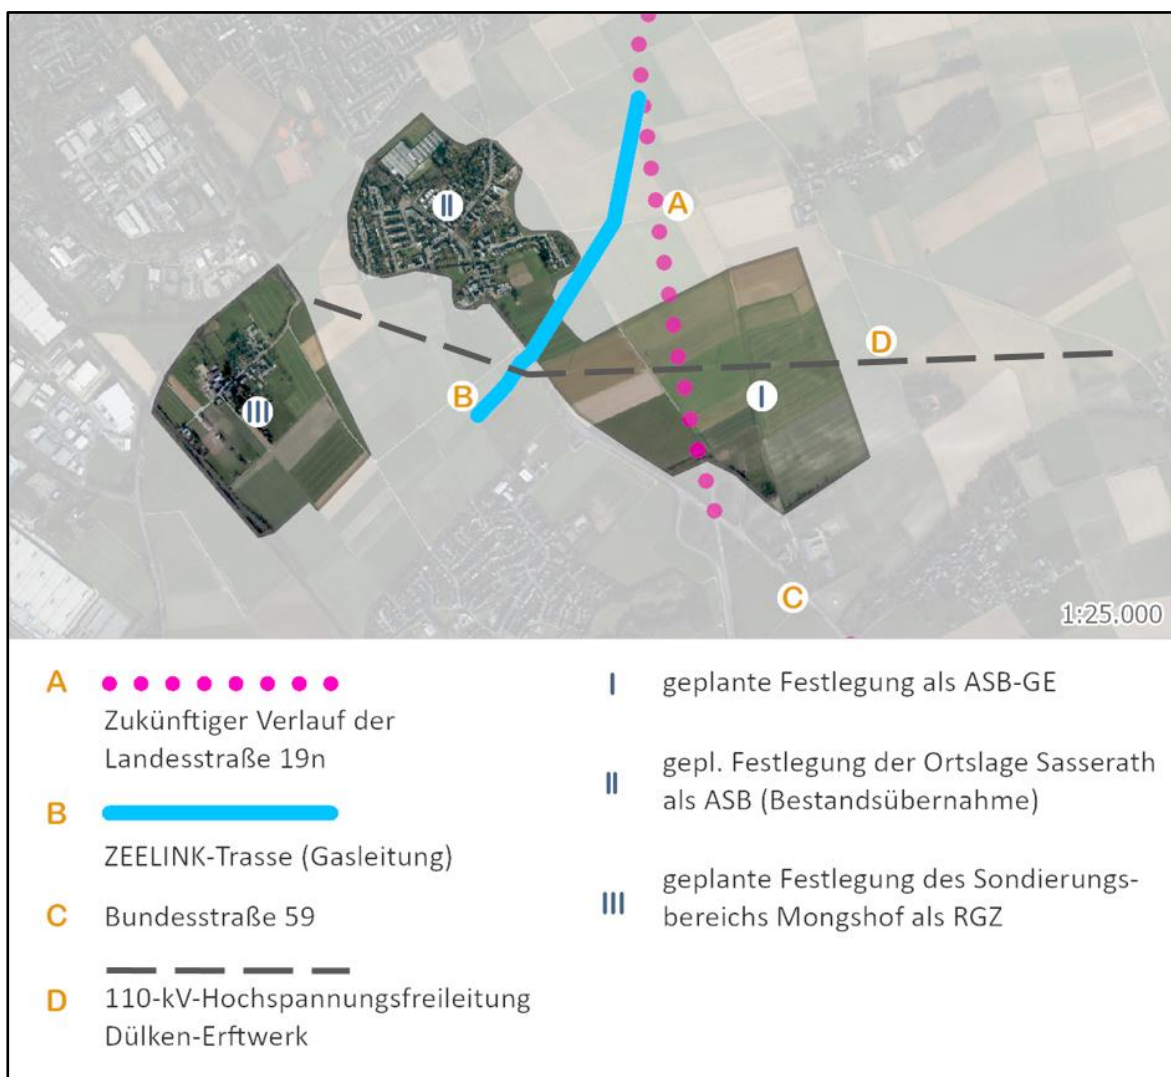 II
A
D
I
B
III
C
1:25.000
A
Zukünftiger Verlauf der
Landesstraße 19n
B
ZEELINK-Trasse (Gasleitung)
C
Bundesstraße 59
D
110-kV-Hochspannungsfreileitung
Dülken-Erftwerk
I
geplante Festlegung als ASB-GE
II
gepl. Festlegung der Ortslage Sasserath
als ASB (Bestandsübernahme)
III
geplante Festlegung des Sondierungs-
bereichs Mongshof als RGZ